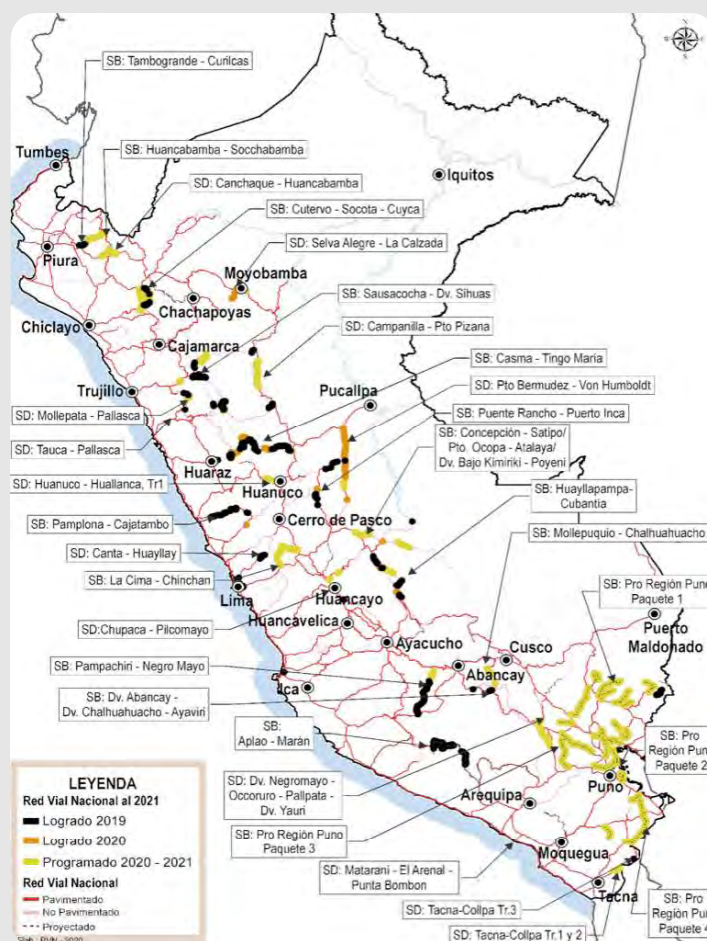 SB: Tambogrande - Curilcas
Tumbes
SB: Huancabamba - Socchabamba
SD: Canchaque - Huancabamba
Iquitos
SB: Cutervo - Socota - Cuyca
Piura
SD: Selva Alegre - La Calzada
Moyobamba
SB: Sausacocha - Dv. Sihuas
Chachapoyas
Chiclayo
SD: Campanilla - Pto Pizana
Cajamarca
SB: Casma - Tingo Maria
Trujillo
Pucallpa
SD: Pto Bermudez - Von Humboldt
SD: Mollepata - Pallasca
SB: Puente Rancho - Puerto Inca
SB: Concepción - Satipo/
Pto. Ocopa - Atalaya/
Dv. Bajo Kimiriki - Poyeni
SD: Tauca - Pallasca
Huaraz
SD: Huanuco - Huallanca, Tr1
Huanuco
SB: Huayllapampa-
Cubantia
SB: Pamplona - Cajatambo
Cerro de Pasco
SB: Mollepuquio - Chalhuahuacho
SD: Canta - Huayllay
SB: La Cima - Chinchan
Lima
Huancayo
SB: Pro Región Puno
Paquete 1
SD:Chupaca - Pilcomayo
Huancavelica
Puerto
Maldonado
Ayacucho
Cusco
Abancay
SB: Pampachiri - Negro Mayo
Ica
SB: Dv. Abancay -
Dv. Chalhuahuacho - Ayaviri
SB:
Aplao - Marán
SB: Pro
Región Puno
Paquete 2
SD: Dv. Negromayo -
Occoruro - Pallpata -
Dv. Yauri
Arequipa
Puno
SB: Pro Región Puno
Paquete 3
Moquegua
SD: Matarani - El Arenal -
Punta Bombon
Tacna
SD: Tacna-Collpa Tr.3
SB: Pro
Región Puno
Paquete 4
SD: Tacna-Collpa Tr.1 y 2
LEYENDA
Red Vial Nacional al 2021
Logrado 2019
Logrado 2020
Programado 2020 - 2021
Red Vial Nacional
Pavimentado
No Pavimentado
Proyectado